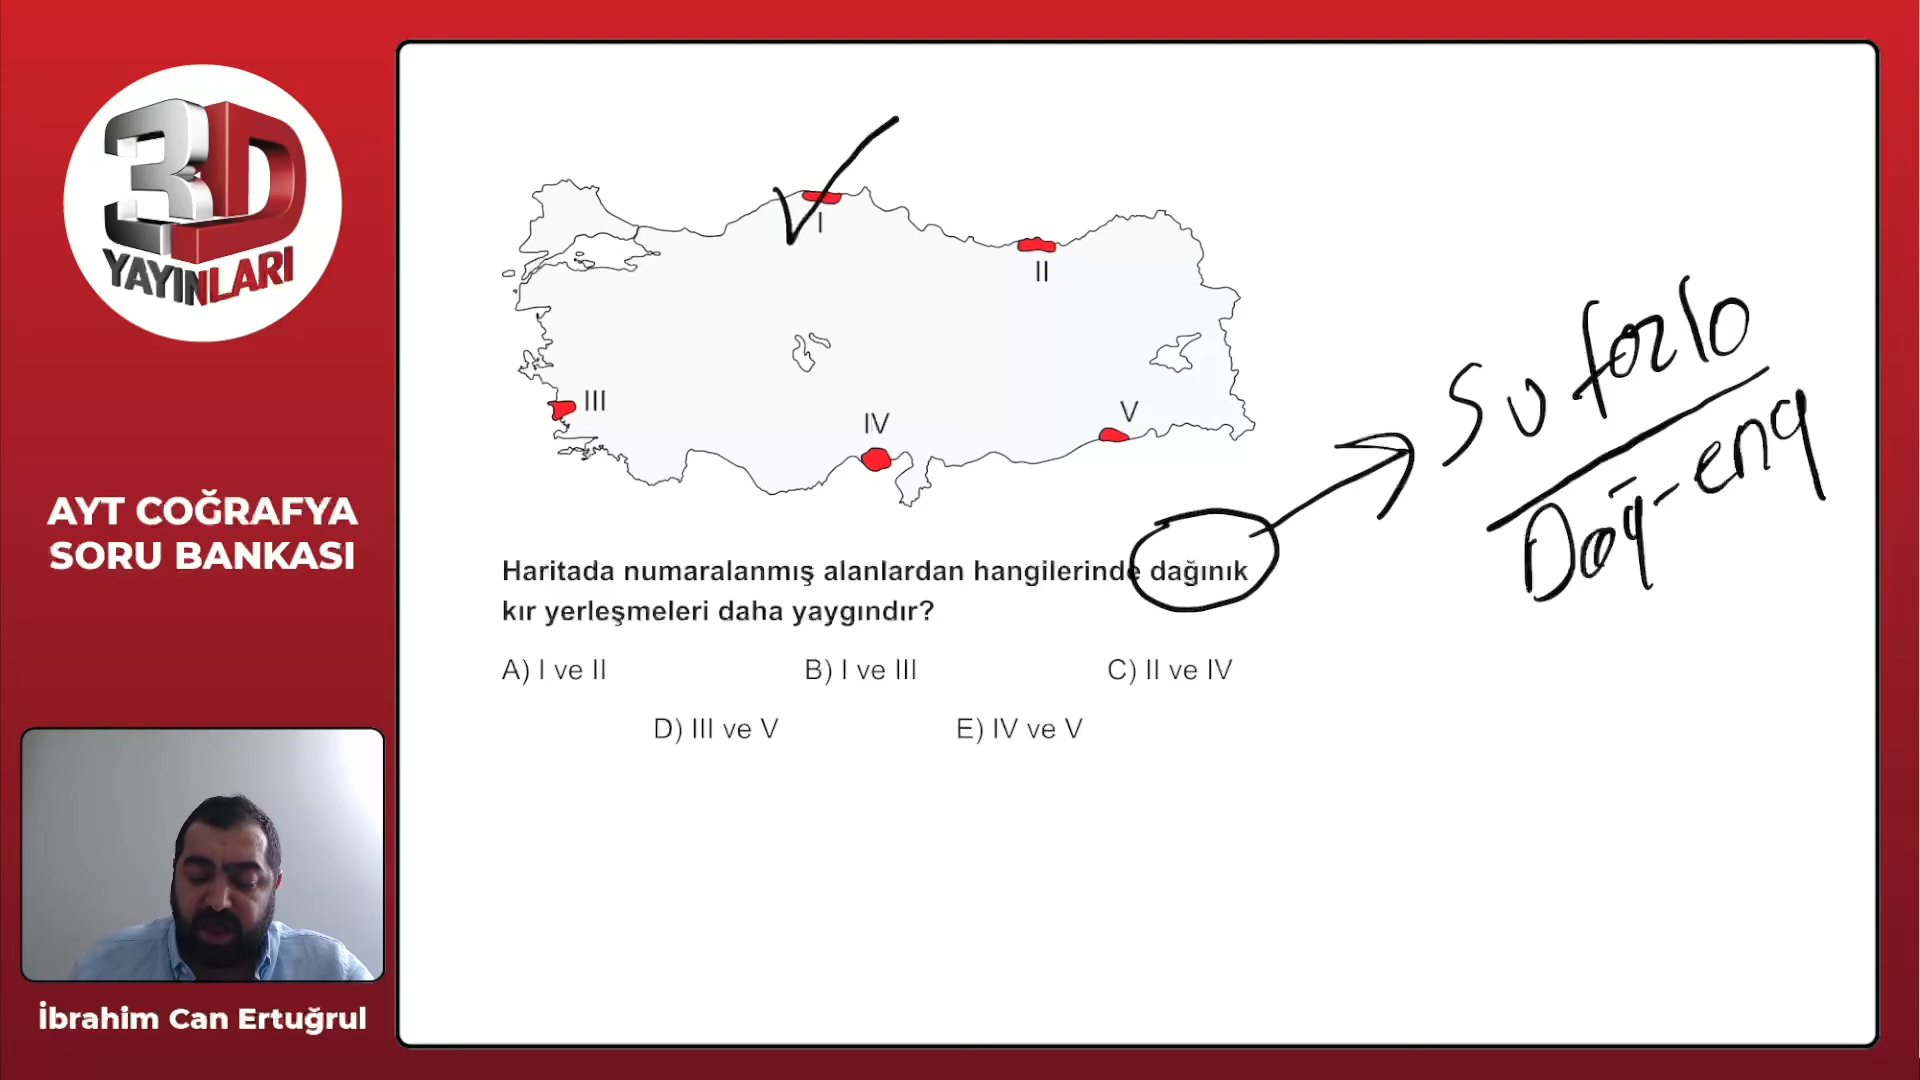 3D
YAYINLARI
AYT COĞRAFYA
SORU BANKASI
İbrahim Can Ertuğrul
I
II
III
IV
V
Su fazla
Dağ-eng
Haritada numaralanmış alanlardan hangilerinde dağınık
kır yerleşmeleri daha yaygındır?
A) I ve II B) I ve III C) II ve IV
D) III ve V E) IV ve V